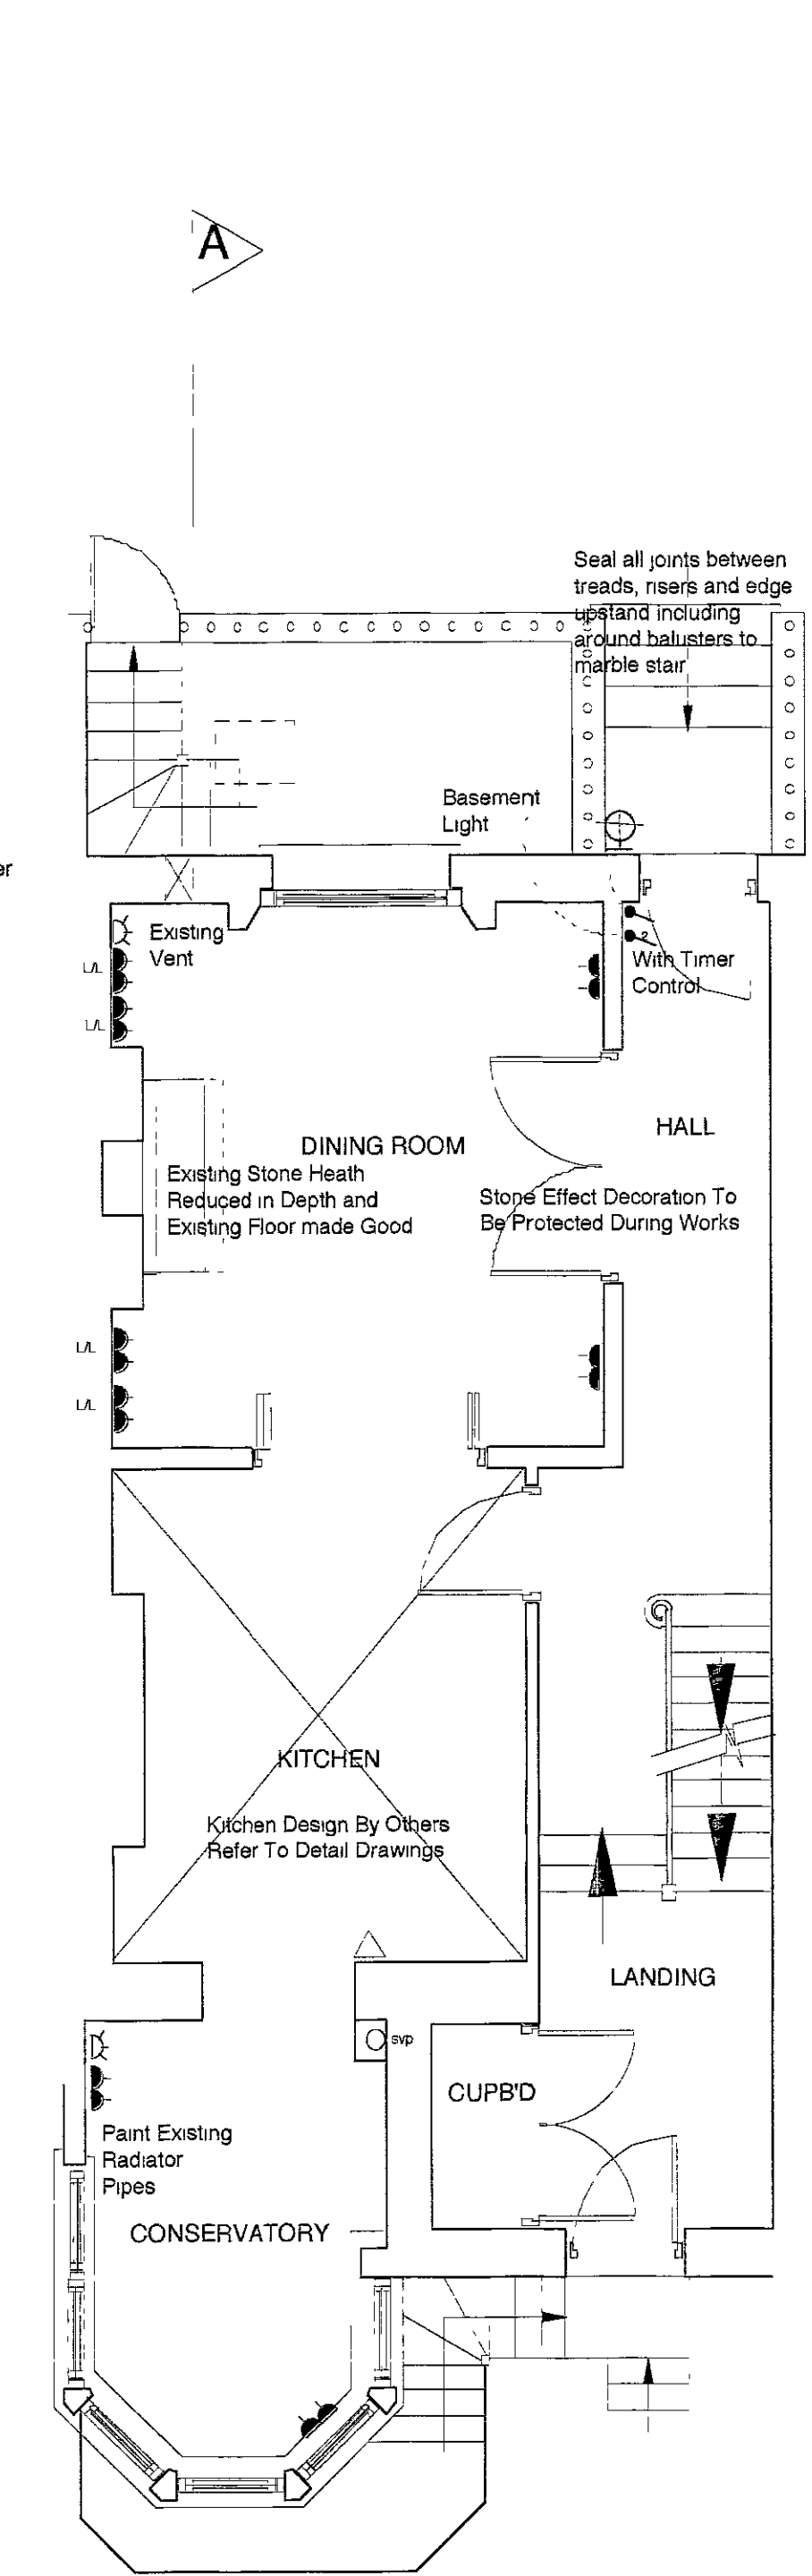 A
Seal all joints between
treads, risers and edge
upstand including
around balusters to
marble stair
Basement
Light
er
Existing
Vent
L/L
L/L
2
With Timer
Control
HALL
DINING ROOM
Existing Stone Heath
Reduced in Depth and
Existing Floor made Good
Stone Effect Decoration To
Be Protected During Works
L/L
L/L
KITCHEN
Kitchen Design By Others
Refer To Detail Drawings
LANDING
svp
CUPB'D
Paint Existing
Radiator
Pipes
CONSERVATORY